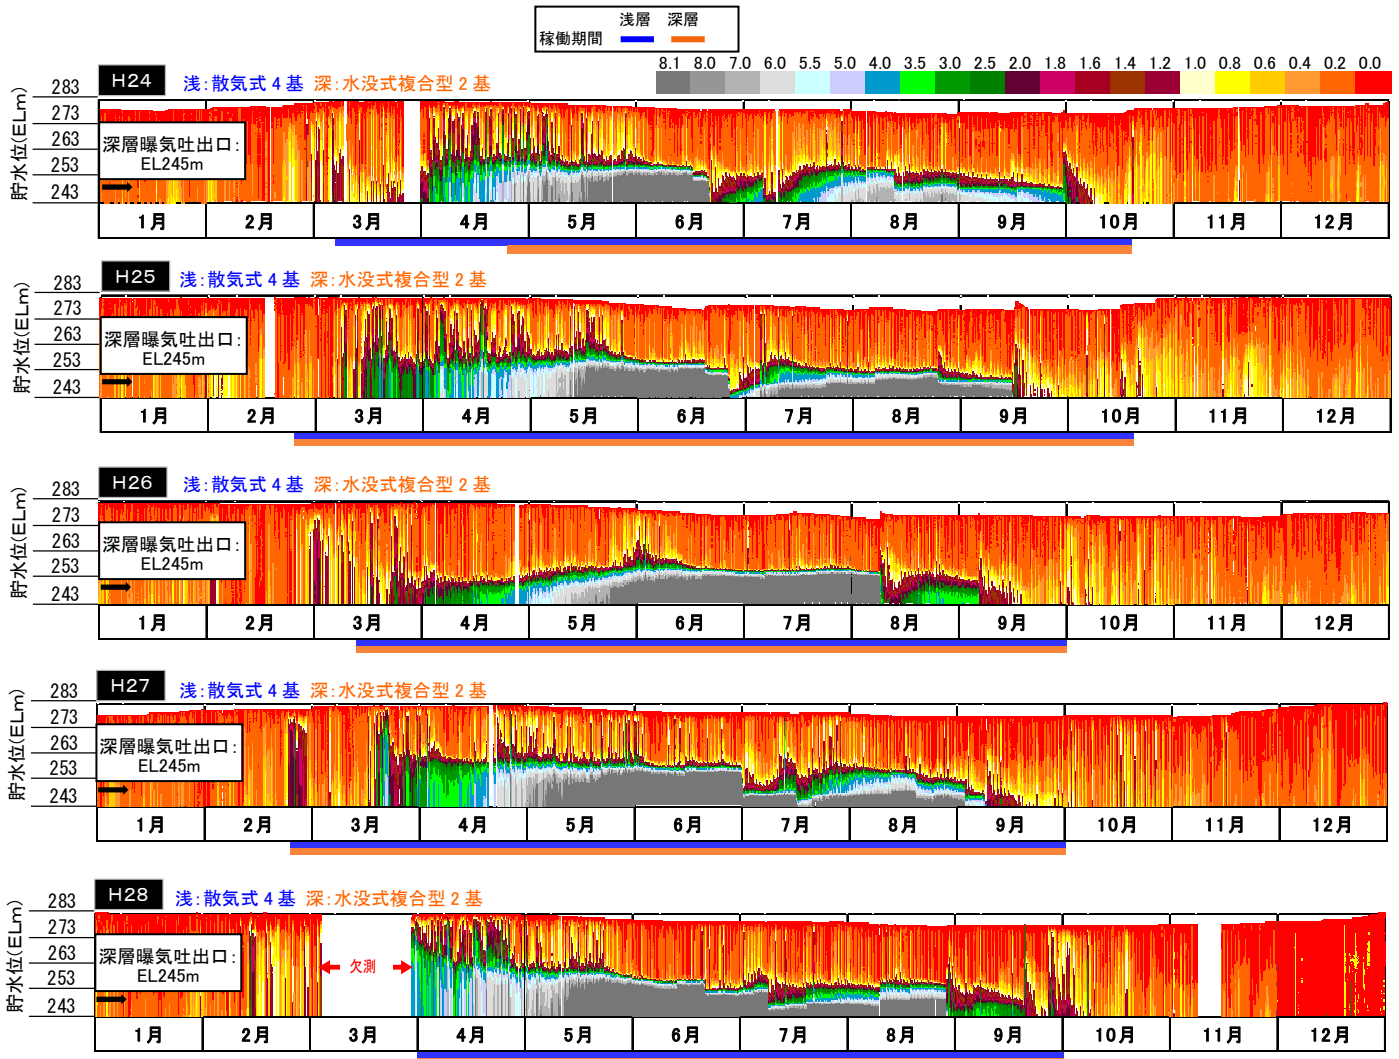 浅層 深層
稼働期間
8.1 8.0 7.0 6.0 5.5 5.0 4.0 3.5 3.0 2.5 2.0 1.8 1.6 1.4 1.2 1.0 0.8 0.6 0.4 0.2 0.0
H24 浅:散気式4基 深:水没式複合型2基
貯水位(ELm)
283
273
263
253
243
深層曝気吐出口:
EL245m
1月 2月 3月 4月 5月 6月 7月 8月 9月 10月 11月 12月
H25 浅:散気式4基 深:水没式複合型2基
貯水位(ELm)
283
273
263
253
243
深層曝気吐出口:
EL245m
1月 2月 3月 4月 5月 6月 7月 8月 9月 10月 11月 12月
H26 浅:散気式4基 深:水没式複合型2基
貯水位(ELm)
283
273
263
253
243
深層曝気吐出口:
EL245m
1月 2月 3月 4月 5月 6月 7月 8月 9月 10月 11月 12月
H27 浅:散気式4基 深:水没式複合型2基
貯水位(ELm)
283
273
263
253
243
深層曝気吐出口:
EL245m
1月 2月 3月 4月 5月 6月 7月 8月 9月 10月 11月 12月
H28 浅:散気式4基 深:水没式複合型2基
貯水位(ELm)
283
273
263
253
243
深層曝気吐出口:
EL245m
欠測
1月 2月 3月 4月 5月 6月 7月 8月 9月 10月 11月 12月